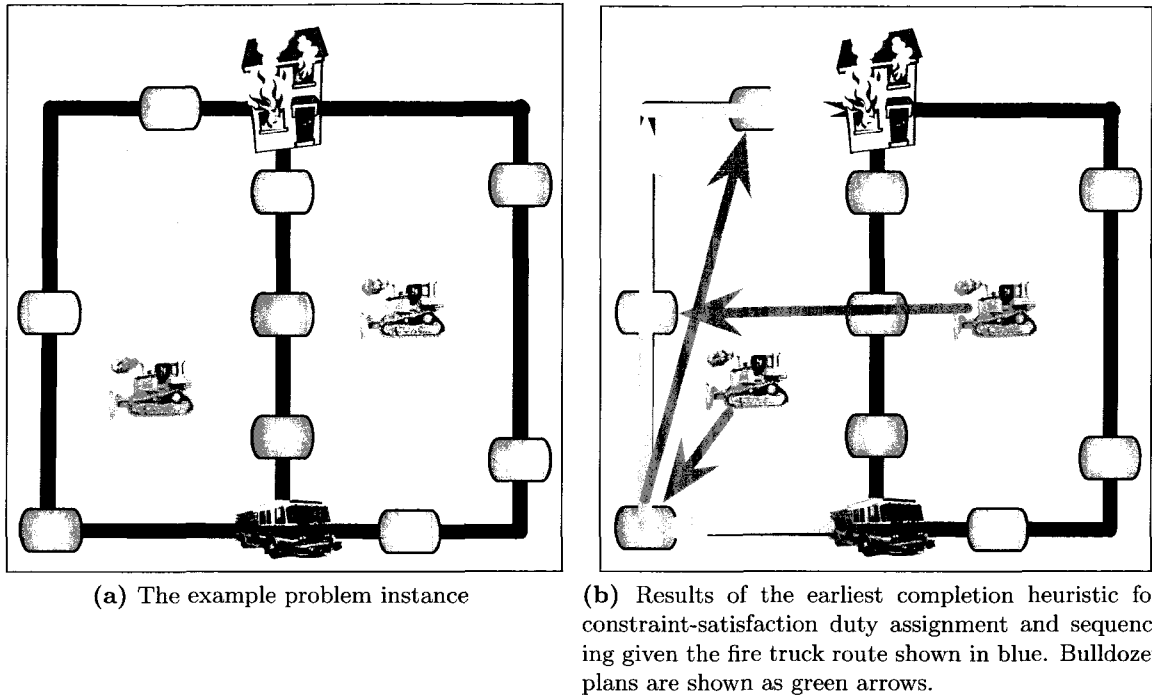 (a) The example problem instance
(b) Results of the earliest completion heuristic fo
constraint-satisfaction duty assignment and sequenc
ing given the fire truck route shown in blue. Bulldoze
plans are shown as green arrows.